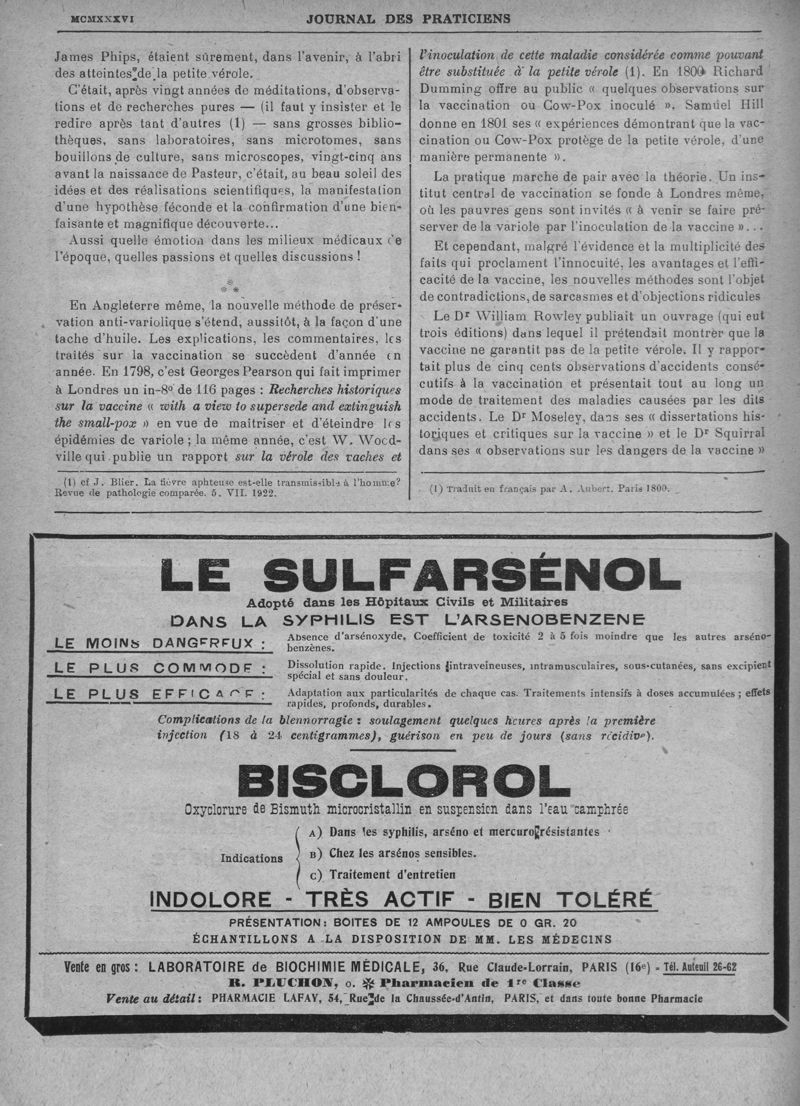 MCMXXXVI
JOURNAL DES PRATICIENS
James Phips, étaient sûrement, dans l'avenir, à l'abri
des atteintes de la petite vérole.
C'était, après vingt années de méditations, d'observa-
tions et de recherches pures — (il faut y insister et le
redire après tant d'autres (1) — sans grosses biblio-
thèques, sans laboratoires, sans microtomes, sans
bouillons de culture, sans microscopes, vingt-cinq ans
avant la naissance de Pasteur, c'était, au beau soleil des
idées et des réalisations scientifiques, la manifestation
d'une hypothèse féconde et la confirmation d'une bien-
faisante et magnifique découverte...
Aussi quelle émotion dans les milieux médicaux de
l'époque, quelles passions et quelles discussions !
* * *
En Angleterre même, la nouvelle méthode de préser-
vation anti-variolique s'étend, aussitôt, à la façon d'une
tache d'huile. Les explications, les commentaires, les
traités sur la vaccination se succèdent d'année en
année. En 1798, c'est Georges Pearson qui fait imprimer
à Londres un in-8° de 116 pages : Recherches historiques
sur la vaccine « with a view to supersede and extinguish
the small-pox » en vue de maîtriser et d'éteindre les
épidémies de variole ; la même année, c'est W. Wood-
ville qui publie un rapport sur la vérole des vaches et
(1) cf J. Blier. La fièvre aphteuse est-elle transmissible à l'homme?
Revue de pathologie comparée. 5. VII. 1922.
l'inoculation de cette maladie considérée comme pouvant
être substituée à la petite vérole (1). En 1800 Richard
Dumming offre au public « quelques observations sur
la vaccination ou Cow-Pox inoculé ». Samuel Hill
donne en 1801 ses « expériences démontrant que la vac-
cination ou Cow-Pox protège de la petite vérole, d'une
manière permanente ».
La pratique marche de pair avec la théorie. Un ins-
titut central de vaccination se fonde à Londres même,
où les pauvres gens sont invités « à venir se faire pré-
server de la variole par l'inoculation de la vaccine »...
Et cependant, malgré l'évidence et la multiplicité des
faits qui proclament l'innocuité, les avantages et l'effi-
cacité de la vaccine, les nouvelles méthodes sont l'objet
de contradictions, de sarcasmes et d'objections ridicules
Le Dr William Rowley publiait un ouvrage (qui eut
trois éditions) dans lequel il prétendait montrer que la
vaccine ne garantit pas de la petite vérole. Il y rappor-
tait plus de cinq cents observations d'accidents consé-
cutifs à la vaccination et présentait tout au long un
mode de traitement des maladies causées par les dits
accidents. Le Dr Moseley, dans ses « dissertations his-
toriques et critiques sur la vaccine » et le Dr Squirral
dans ses « observations sur les dangers de la vaccine »
(1) Traduit en français par A. Aubert. Paris 1800.
LE SULFARSÉNOL
Adopté dans les Hôpitaux Civils et Militaires
DANS LA SYPHILIS EST L'ARSENOBENZENE
LE MOINS DANGEREUX : Absence d'arsénoxyde, Coefficient de toxicité 2 à 5 fois moindre que les autres arséno-
benzènes.
LE PLUS COMMODE : Dissolution rapide. Injections intraveineuses, intramusculaires, sous-cutanées, sans excipient
spécial et sans douleur.
LE PLUS EFFICACE : Adaptation aux particularités de chaque cas. Traitements intensifs à doses accumulées ; effets
rapides, profonds, durables.
Complications de la blennorragie : soulagement quelques heures après la première
injection (18 à 24 centigrammes), guérison en peu de jours (sans récidive).
BISCLOROL
Oxyclorure de Bismuth microcristallin en suspension dans l'eau camphrée
Indications
A) Dans les syphilis, arséno et mercuro résistantes
B) Chez les arsénos sensibles.
C) Traitement d'entretien
INDOLORE - TRÈS ACTIF - BIEN TOLÉRÉ
PRÉSENTATION : BOITES DE 12 AMPOULES DE 0 GR. 20
ÉCHANTILLONS A LA DISPOSITION DE MM. LES MÉDECINS
Vente en gros : LABORATOIRE de BIOCHIMIE MÉDICALE, 36, Rue Claude-Lorrain, PARIS (16e) - Tél. Auteuil 26-62
R. PLUCHON, O. ✻ Pharmacien de 1re Classe
Vente au détail : PHARMACIE LAFAY, 54, Rue de la Chaussée-d'Antin, PARIS, et dans toute bonne Pharmacie